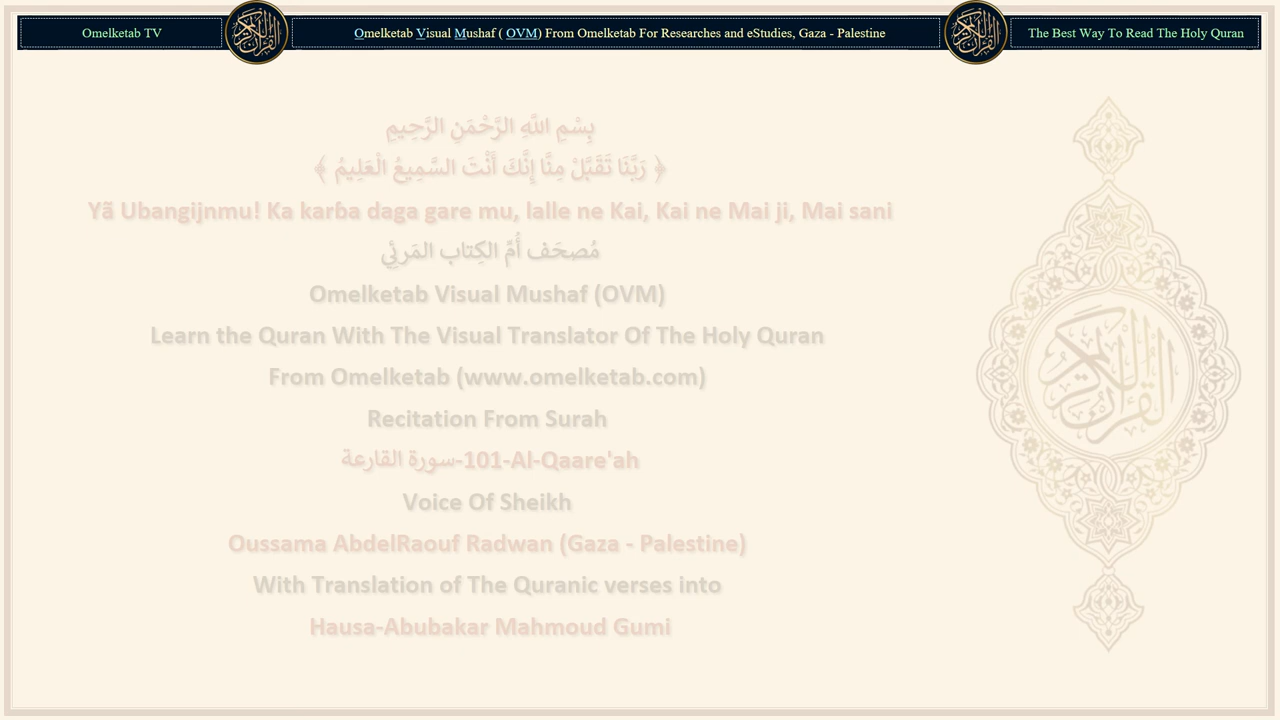 Omelketab TV
Omelketab Visual Mushaf ( OVM) From Omelketab For Researches and eStudies, Gaza - Palestine
The Best Way To Read The Holy Quran
بِسْمِ اللَّهِ الرَّحْمَنِ الرَّحِيمِ
﴿ رَبَّنَا تَقَبَّلْ مِنَّا إِنَّكَ أَنْتَ السَّمِيعُ الْعَلِيمُ ﴾
Yã Ubangijnmu! Ka karɓa daga gare mu, lalle ne Kai, Kai ne Mai ji, Mai sani
مُصحَف أُمِّ الكِتاب المَرئِي
Omelketab Visual Mushaf (OVM)
Learn the Quran With The Visual Translator Of The Holy Quran
From Omelketab (www.omelketab.com)
Recitation From Surah
سورة القارعة-101-Al-Qaare'ah
Voice Of Sheikh
Oussama AbdelRaouf Radwan (Gaza - Palestine)
With Translation of The Quranic verses into
Hausa-Abubakar Mahmoud Gumi
القرآن الكريم